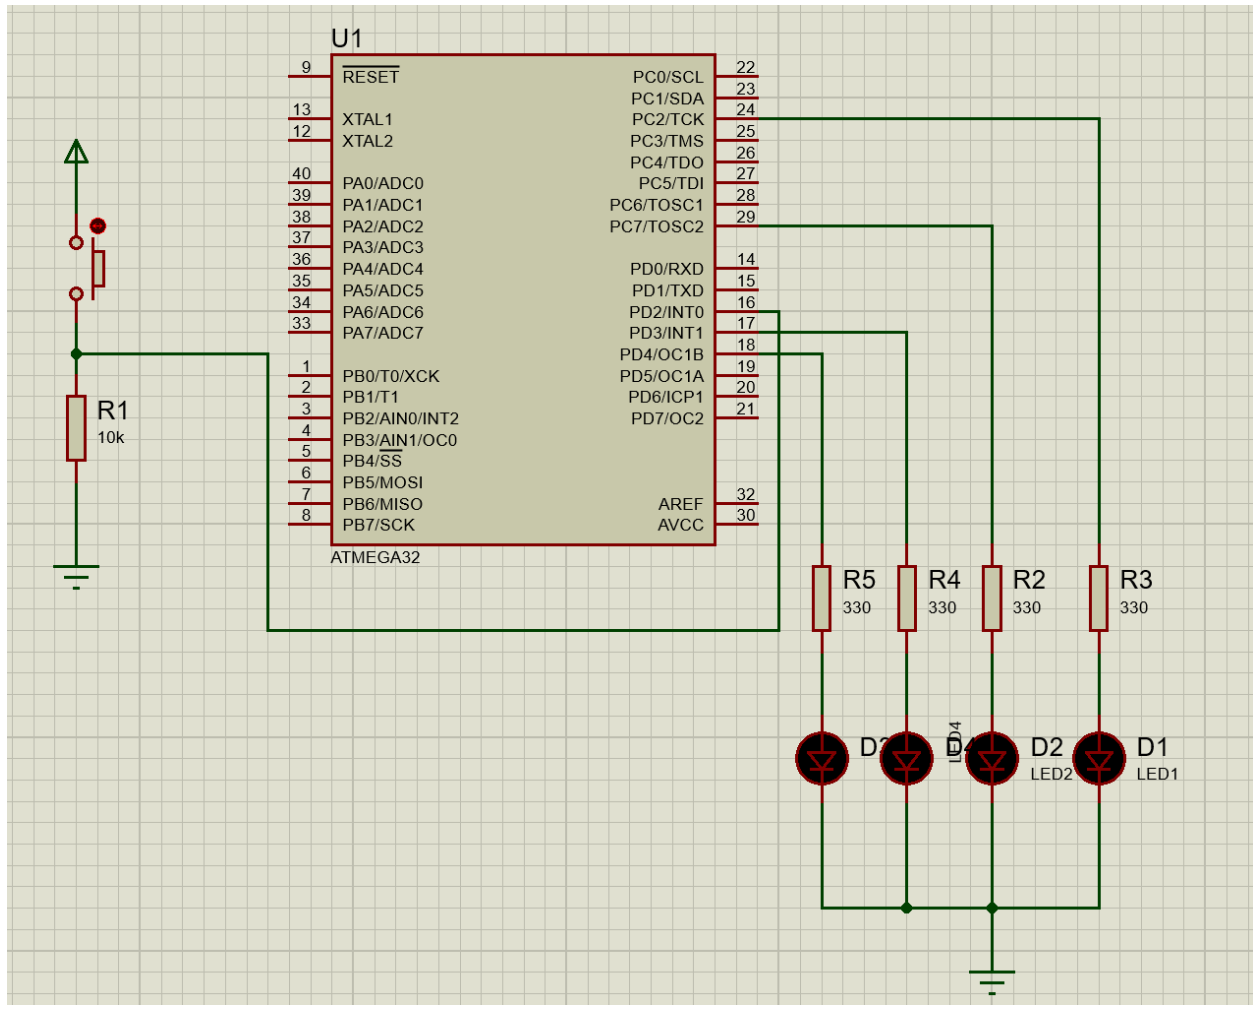 U1
9
RESET
13
XTAL1
12
XTAL2
40
PA0/ADC0
39
PA1/ADC1
38
PA2/ADC2
37
PA3/ADC3
36
PA4/ADC4
35
PA5/ADC5
34
PA6/ADC6
33
PA7/ADC7
1
PB0/T0/XCK
2
PB1/T1
3
PB2/AIN0/INT2
4
PB3/AIN1/OC0
5
PB4/SS
6
PB5/MOSI
7
PB6/MISO
8
PB7/SCK
22
PC0/SCL
23
PC1/SDA
24
PC2/TCK
25
PC3/TMS
26
PC4/TDO
27
PC5/TDI
28
PC6/TOSC1
29
PC7/TOSC2
14
PD0/RXD
15
PD1/TXD
16
PD2/INT0
17
PD3/INT1
18
PD4/OC1B
19
PD5/OC1A
20
PD6/ICP1
21
PD7/OC2
32
AREF
30
AVCC
ATMEGA32
R1
10k
R5
330
R4
330
R2
330
R3
330
D4
LED4
D2
LED2
D1
LED1